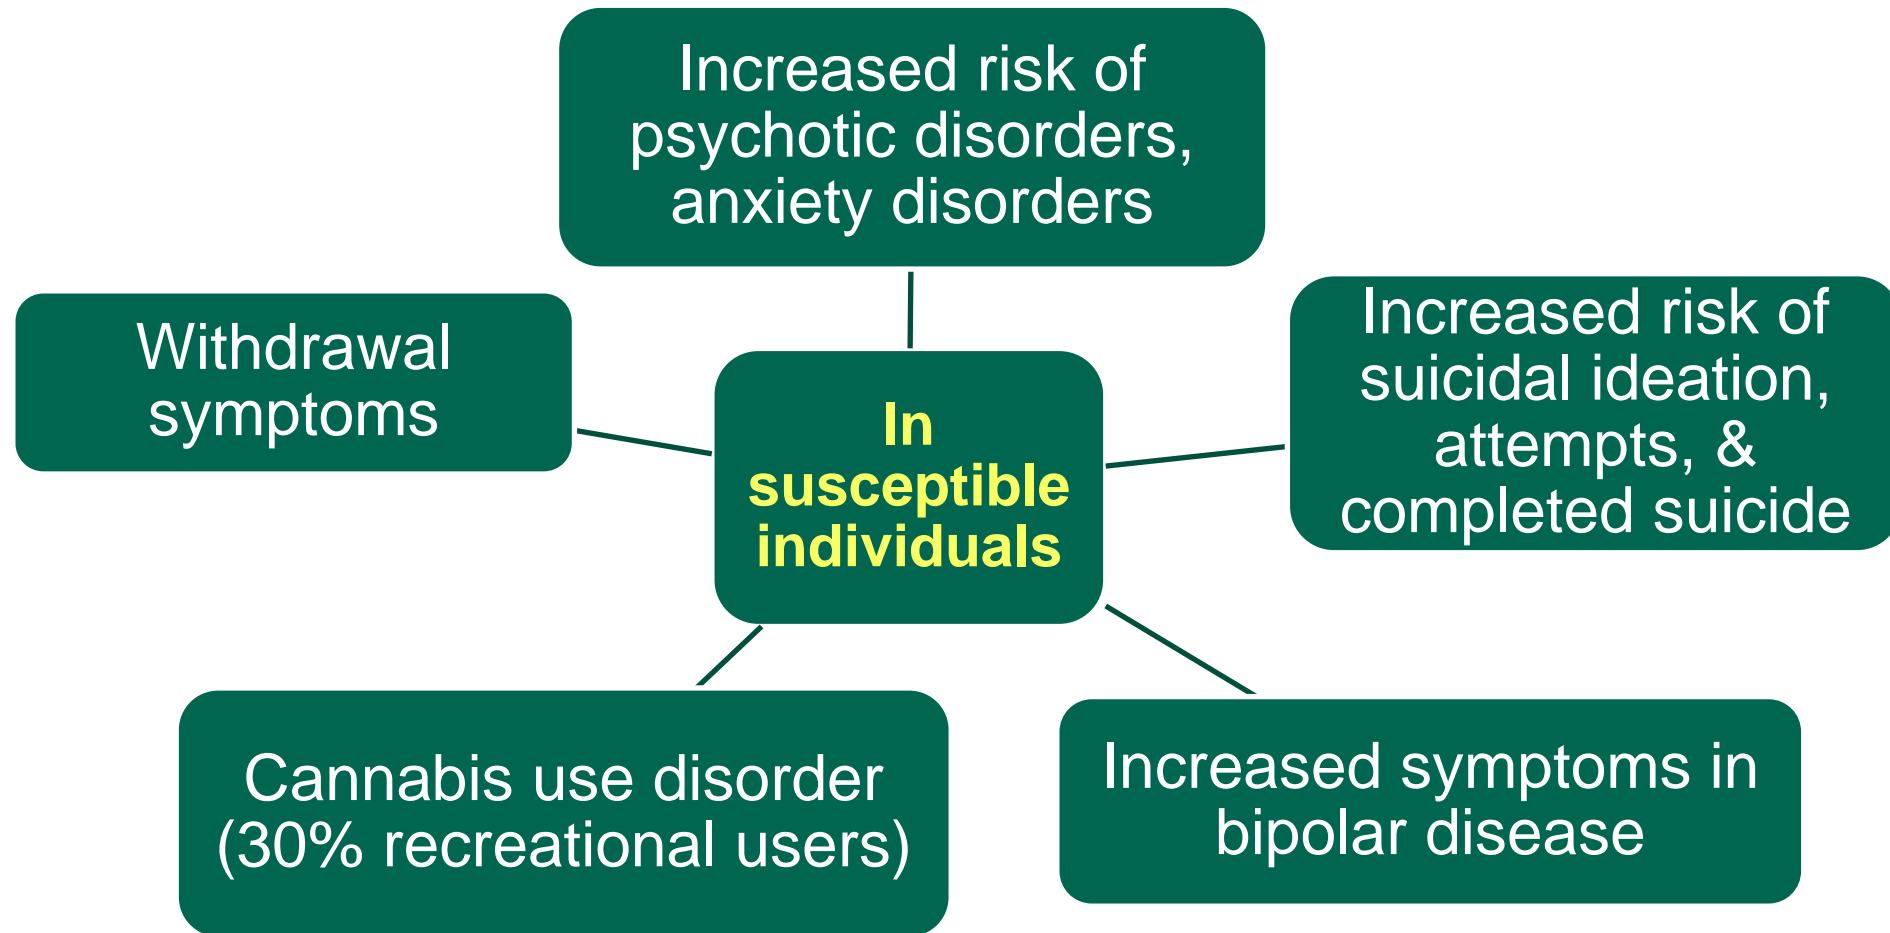 Increased risk of
psychotic disorders,
anxiety disorders
Withdrawal
symptoms
In
susceptible
individuals
Increased risk of
suicidal ideation,
attempts, &
completed suicide
Cannabis use disorder
(30% recreational users)
Increased symptoms in
bipolar disease